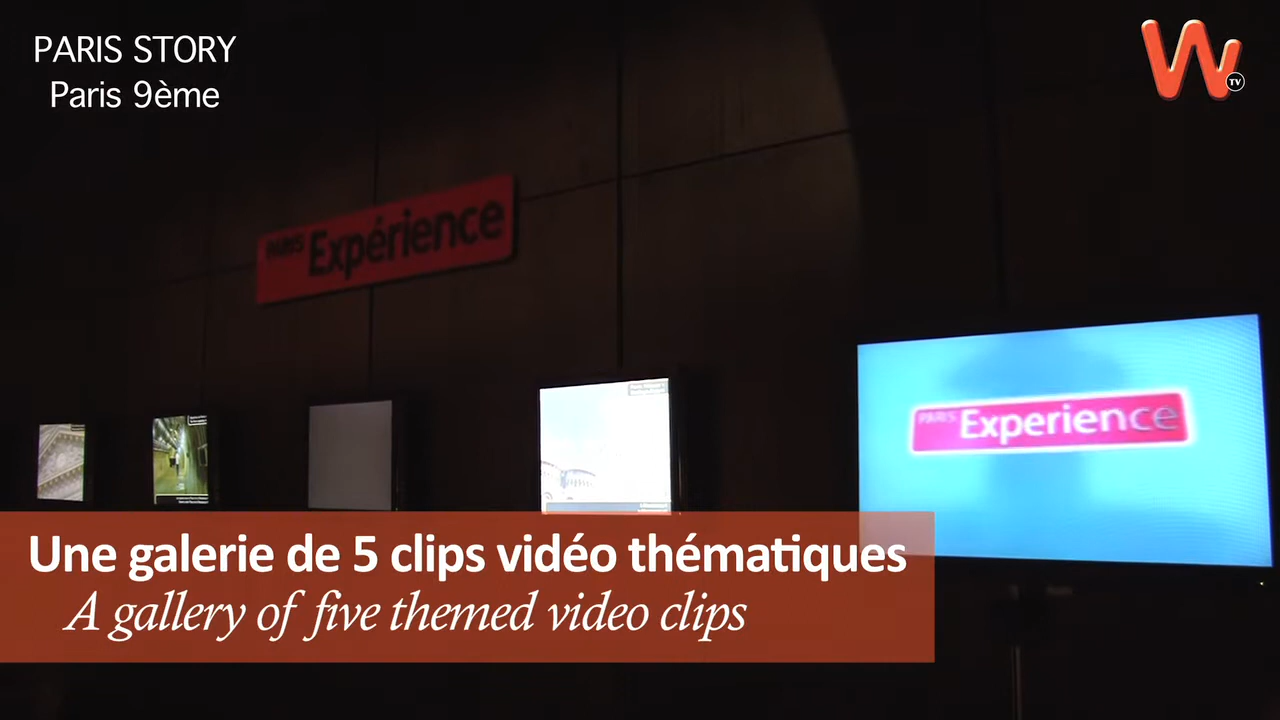 PARIS STORY
Paris 9ème
W
TV
PARIS Expérience
PARIS Experience
Une galerie de 5 clips vidéo thématiques
A gallery of five themed video clips